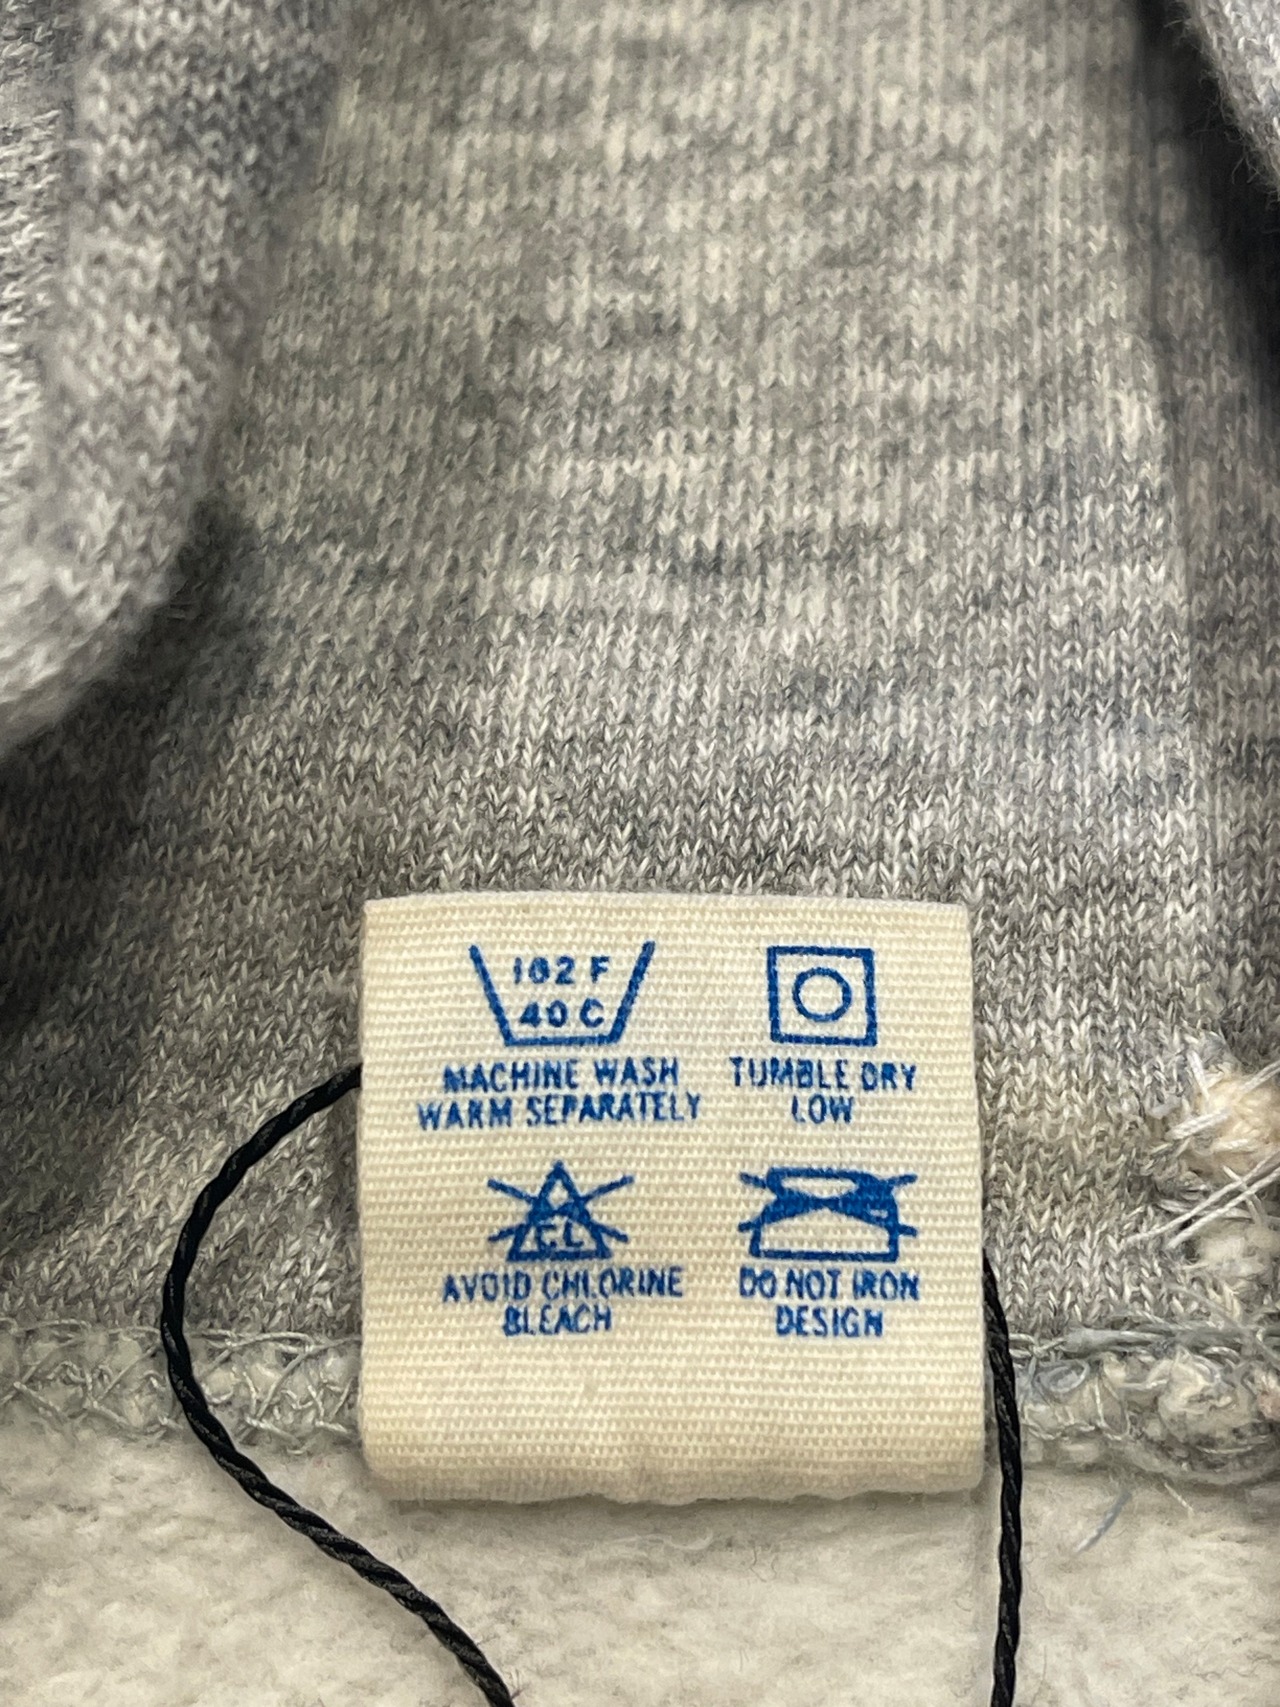 102 F
40 C
MACHINE WASH
WARM SEPARATELY
TUMBLE DRY
LOW
CL
AVOID CHLORINE
BLEACH
DO NOT IRON
DESIGN